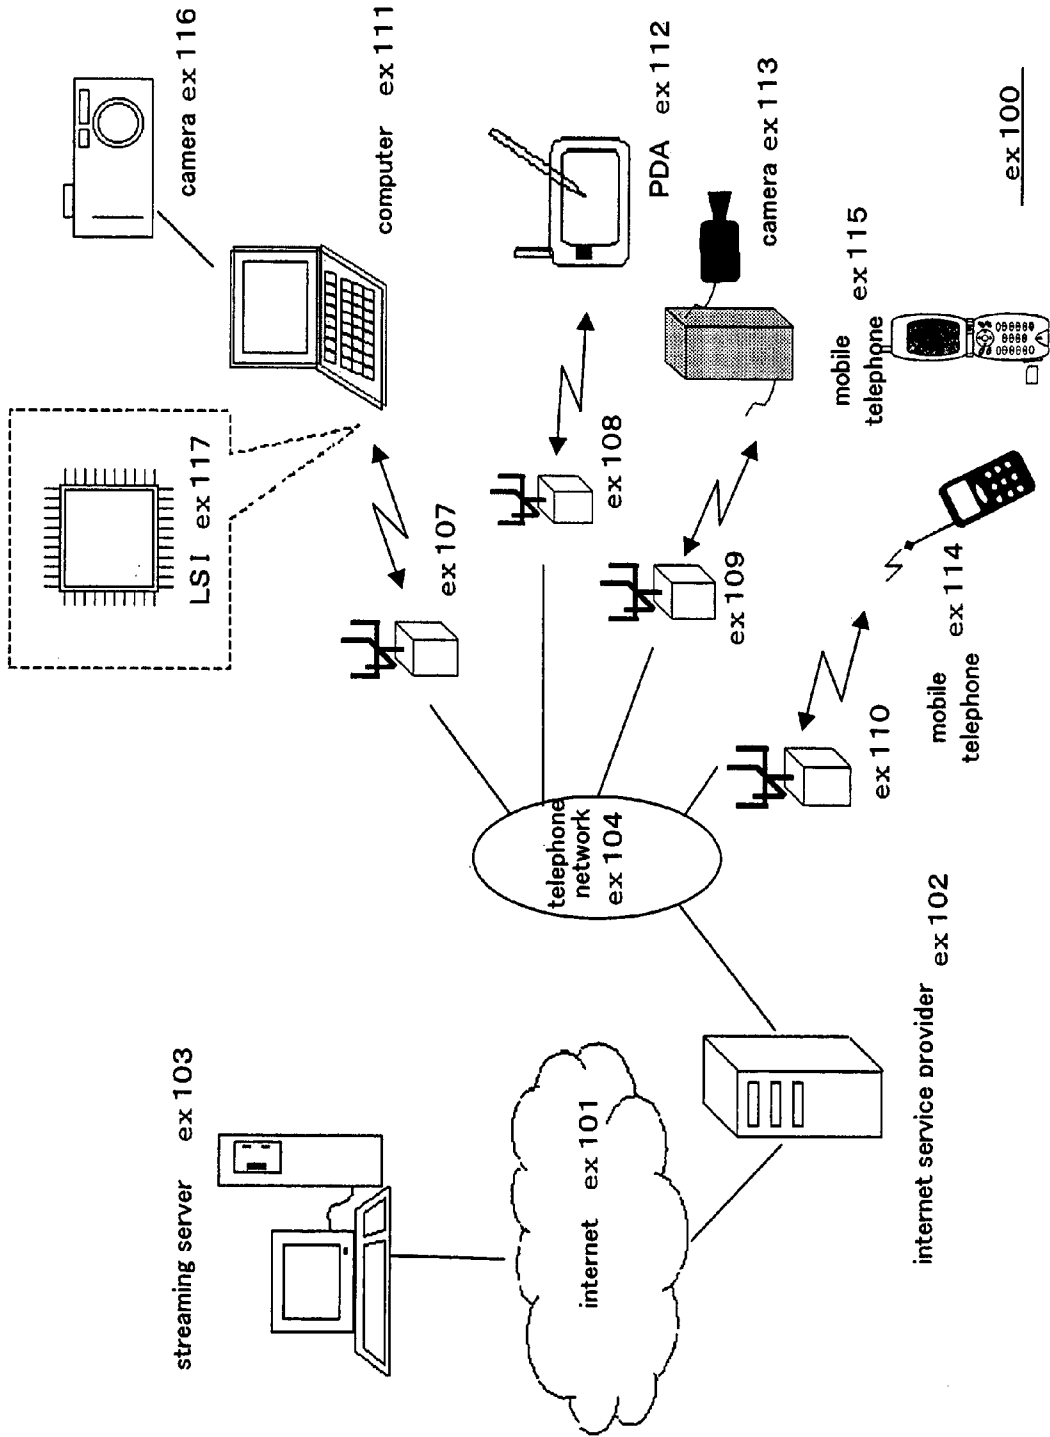 streaming server ex 103
internet ex 101
internet service provider
ex 102
telephone
network
ex 104
LSI ex 117
camera ex 116
computer ex 111
ex 107
ex 108
PDA ex 112
ex 109
camera ex 113
ex 110
mobile
telephone
ex 114
mobile
telephone
ex 115
ex 100